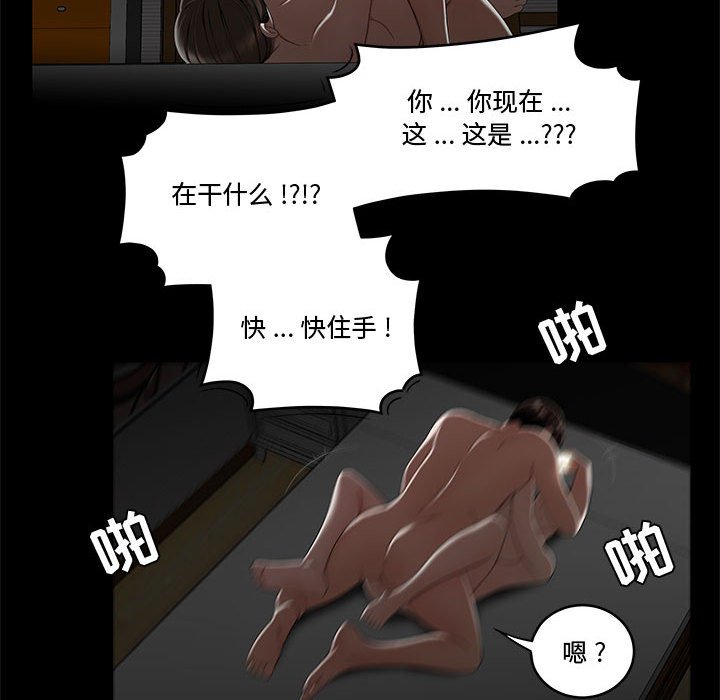 你 ... 你现在 ...
这 ... 这是 ...???
在干什么 !?!?
快 ... 快住手 !
啪
啪
啪
嗯 ?